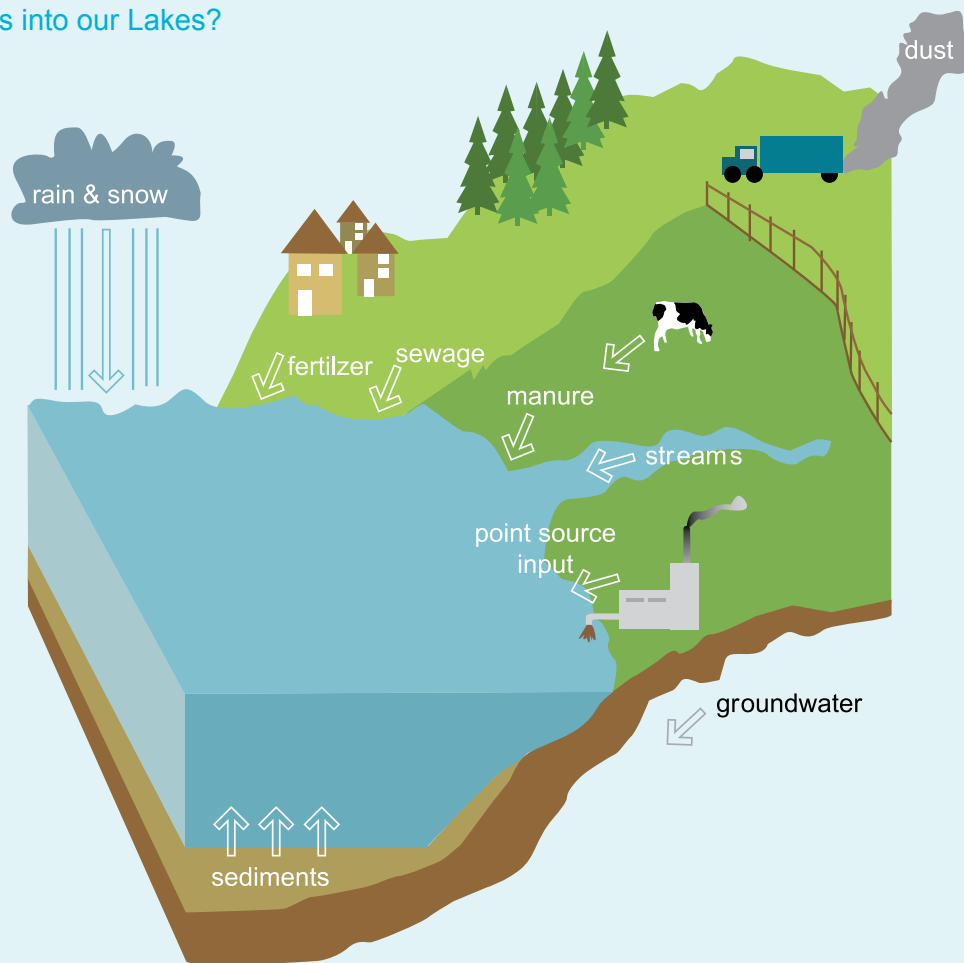 s into our Lakes?
dust
rain & snow
fertilzer
sewage
manure
streams
point source
input
groundwater
sediments